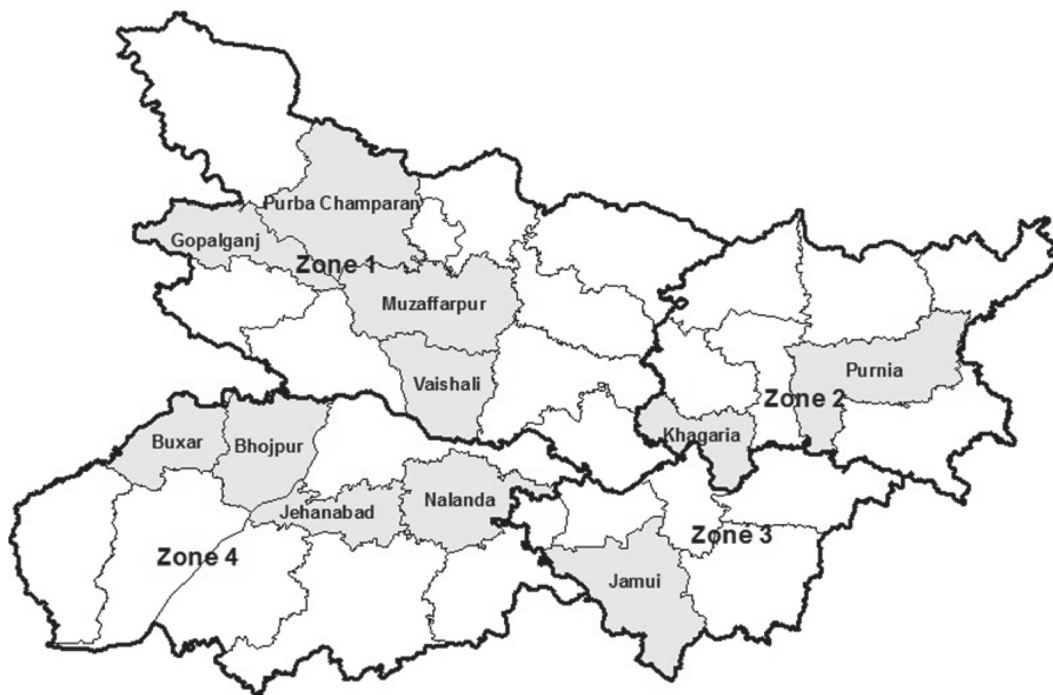 Purba Champaran
Gopalganj
Zone 1
Muzaffarpur
Vaishali
Purnia
Zone 2
Khagaria
Buxar
Bhojpur
Nalanda
Jehanabad
Zone 3
Zone 4
Jamui